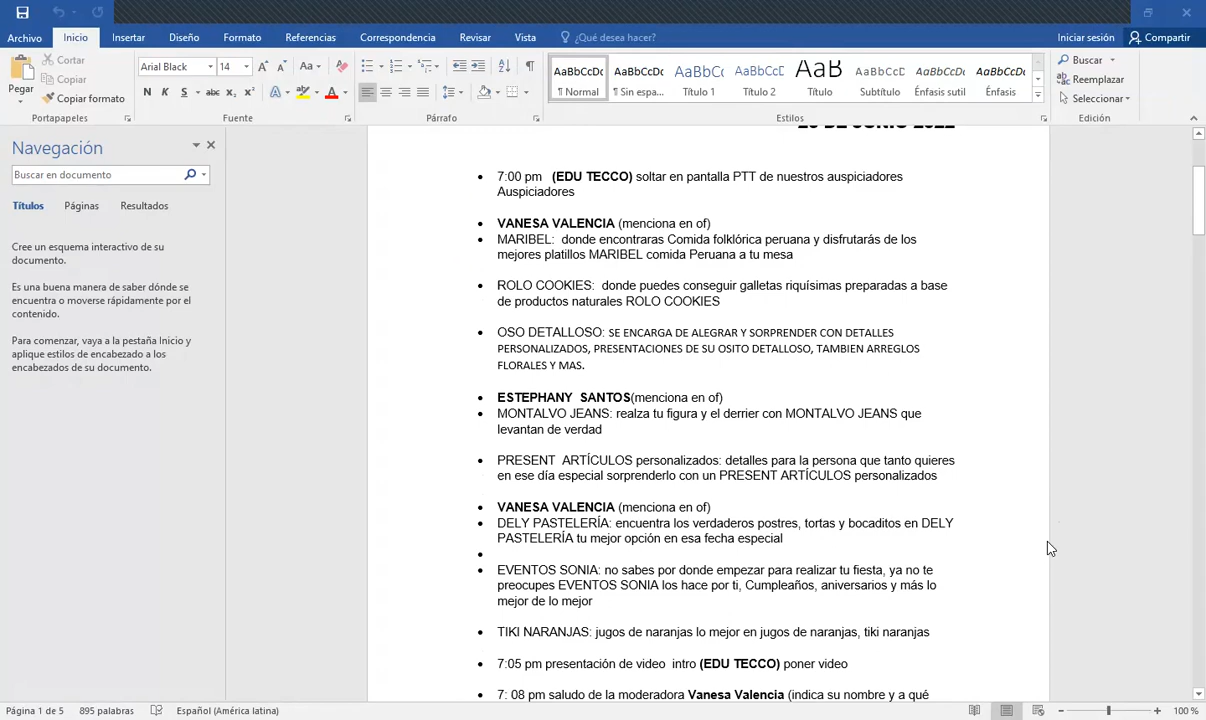 Archivo Inicio Insertar Diseño Formato Referencias Correspondencia Revisar Vista ¿Qué desea hacer? Iniciar sesión Compartir
Pegar
Cortar
Copiar
Copiar formato
Portapapeles
Arial Black 14
Aa
N K S abc x₂ x² A A
Fuente
Párrafo
AaBbCcDc AaBbCcDc AaBbCc AaBbCcD AaB AaBbCcD AaBbCcDc AaBbCcDc
¶ Normal ¶ Sin espa... Título 1 Título 2 Título Subtítulo Énfasis sutil Énfasis
Estilos
Buscar
Reemplazar
Seleccionar
Edición
Navegación
Buscar en documento
Títulos Páginas Resultados
Cree un esquema interactivo de su
documento.
Es una buena manera de saber dónde se
encuentra o moverse rápidamente por el
contenido.
Para comenzar, vaya a la pestaña Inicio y
aplique estilos de encabezado a los
encabezados de su documento.
DE JUNIO 2022
• 7:00 pm (EDU TECCO) soltar en pantalla PTT de nuestros auspiciadores
Auspiciadores
• VANESA VALENCIA (menciona en of)
• MARIBEL: donde encontraras Comida folklórica peruana y disfrutarás de los
mejores platillos MARIBEL comida Peruana a tu mesa
• ROLO COOKIES: donde puedes conseguir galletas riquísimas preparadas a base
de productos naturales ROLO COOKIES
• OSO DETALLOSO: SE ENCARGA DE ALEGRAR Y SORPRENDER CON DETALLES
PERSONALIZADOS, PRESENTACIONES DE SU OSITO DETALLOSO, TAMBIEN ARREGLOS
FLORALES Y MAS.
• ESTEPHANY SANTOS(menciona en of)
• MONTALVO JEANS: realza tu figura y el derrier con MONTALVO JEANS que
levantan de verdad
• PRESENT ARTÍCULOS personalizados: detalles para la persona que tanto quieres
en ese día especial sorprenderlo con un PRESENT ARTÍCULOS personalizados
• VANESA VALENCIA (menciona en of)
• DELY PASTELERÍA: encuentra los verdaderos postres, tortas y bocaditos en DELY
PASTELERÍA tu mejor opción en esa fecha especial
•
• EVENTOS SONIA: no sabes por donde empezar para realizar tu fiesta, ya no te
preocupes EVENTOS SONIA los hace por ti, Cumpleaños, aniversarios y más lo
mejor de lo mejor
• TIKI NARANJAS: jugos de naranjas lo mejor en jugos de naranjas, tiki naranjas
• 7:05 pm presentación de video intro (EDU TECCO) poner video
• 7: 08 pm saludo de la moderadora Vanesa Valencia (indica su nombre y a qué
Página 1 de 5 895 palabras Español (América latina) 100 %